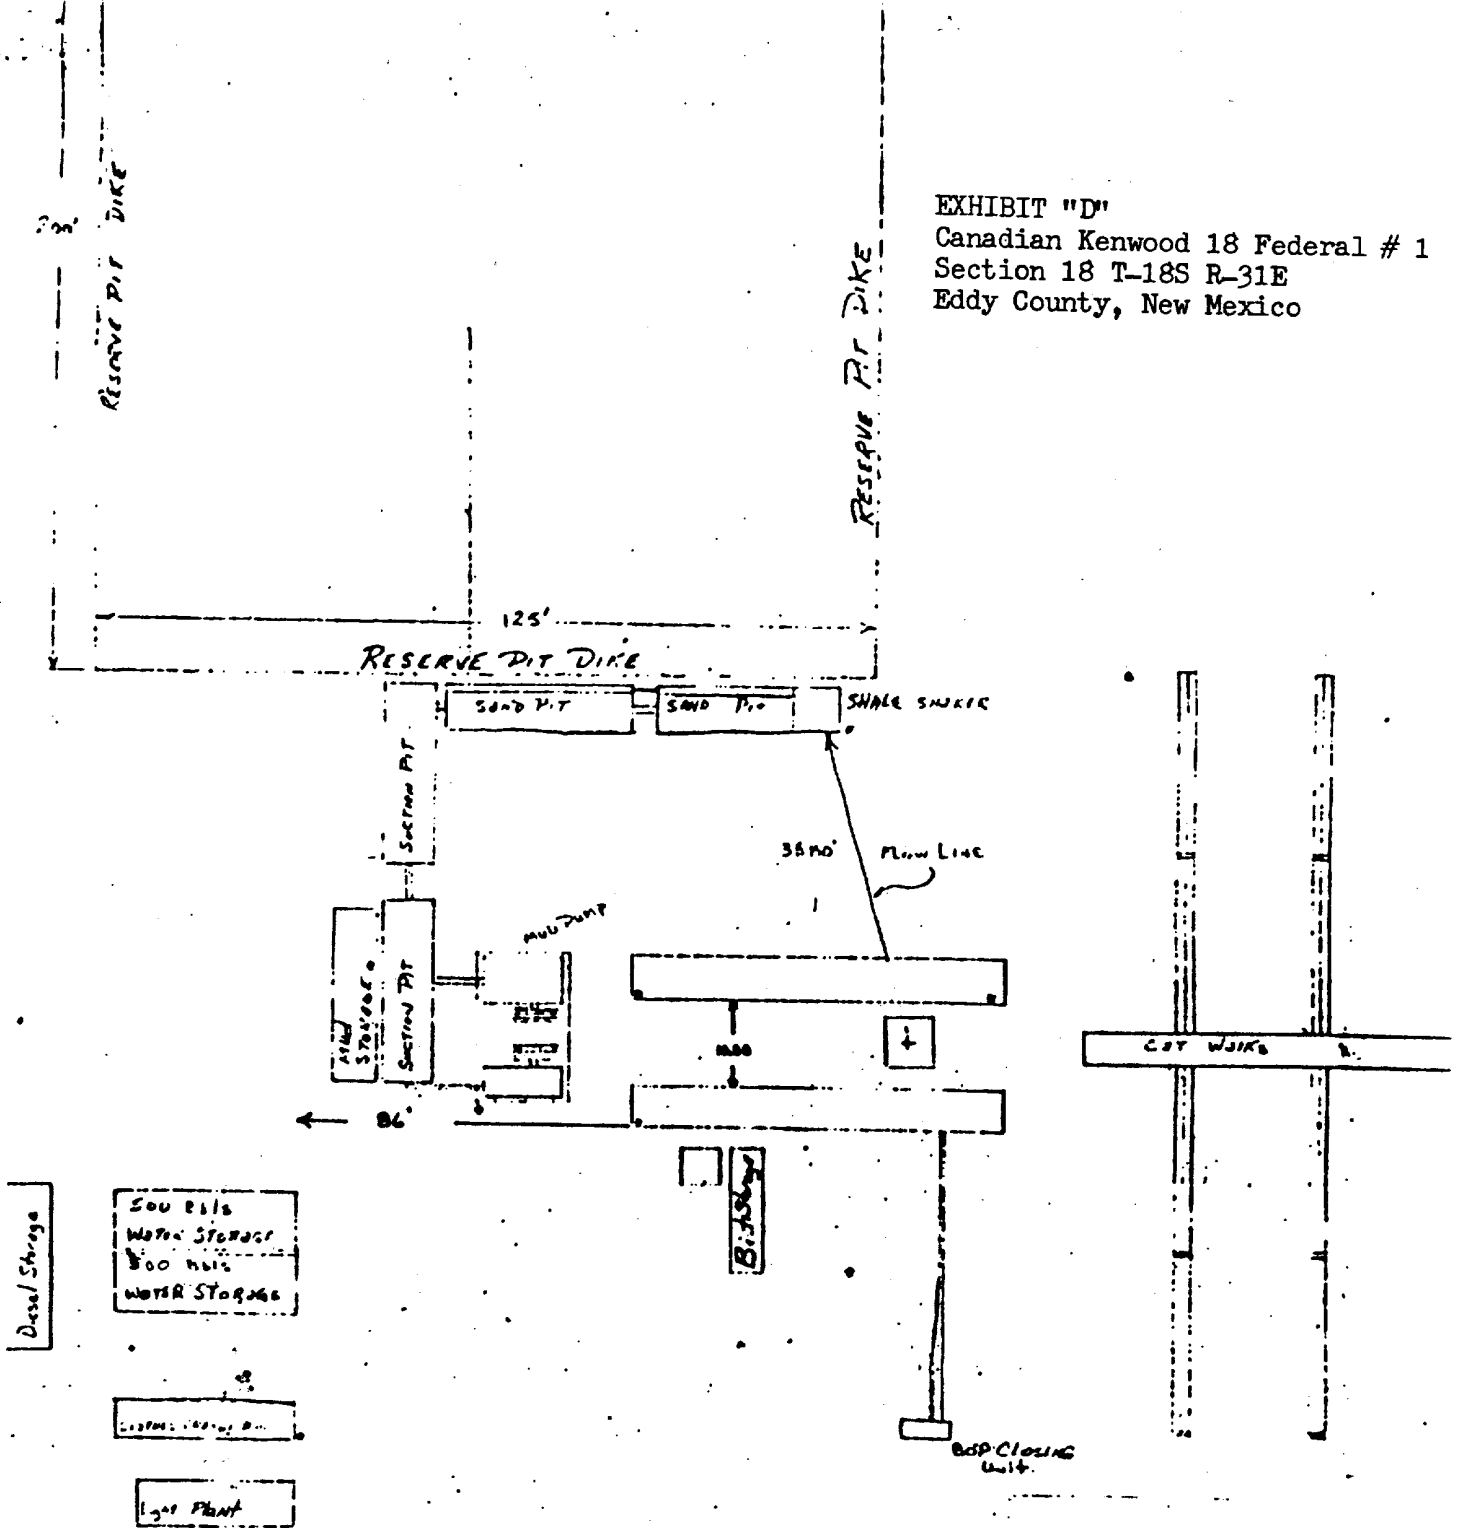 EXHIBIT "D"
Canadian Kenwood 18 Federal # 1
Section 18 T-18S R-31E
Eddy County, New Mexico
RESERVE PIT DIKE
RESERVE PIT DIKE
125'
RESERVE PIT DIKE
SAND PIT
SAND PIT
SHALE SHAKER
SUCTION PIT
FLOW LINE
MUD PUMP
MUD
STORAGE
SUCTION PIT
CAT WALK
86'
Bit Storage
Diesel Storage
500 Bbls
WATER STORAGE
500 Bbls
WATER STORAGE
BOP CLOSING
Unit.
Light Plant